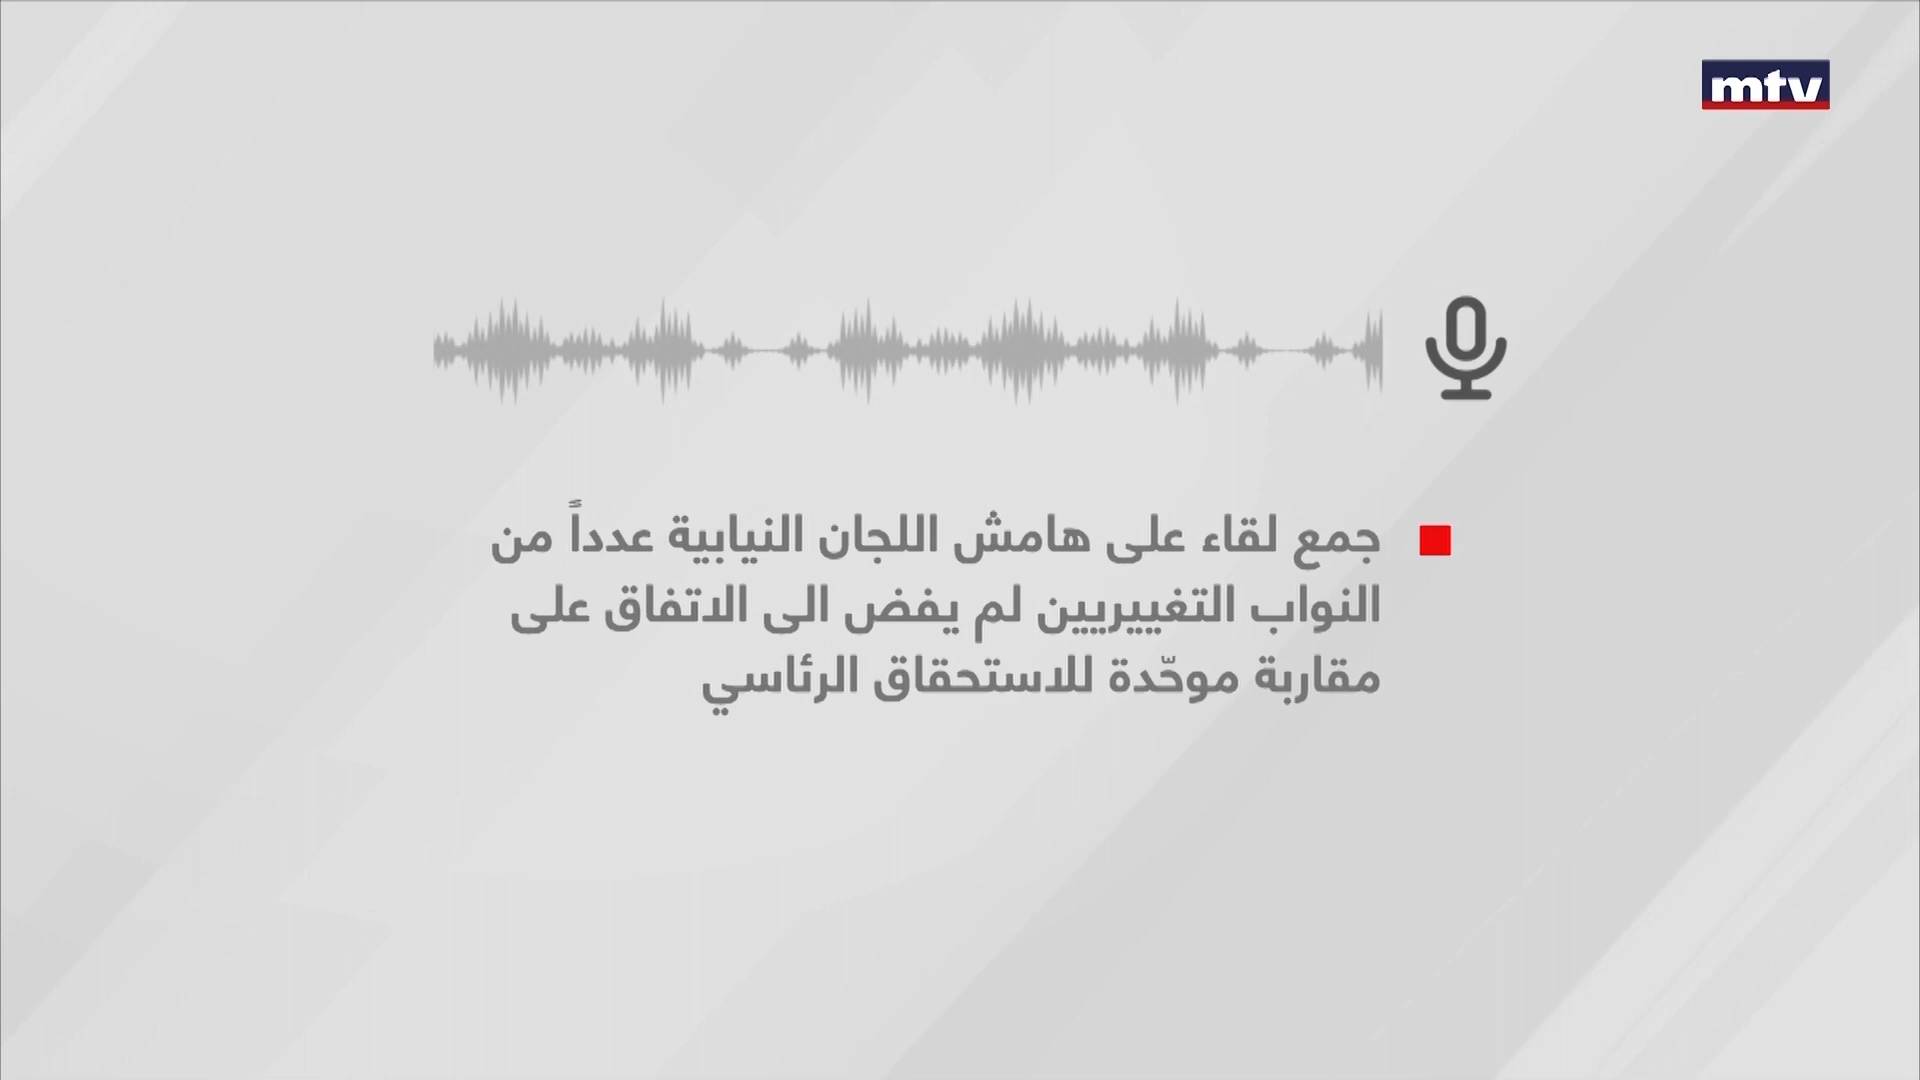 mtv
جمع لقاء على هامش اللجان النيابية عدداً من
النواب التغييريين لم يفض الى الاتفاق على
مقاربة موحّدة للاستحقاق الرئاسي